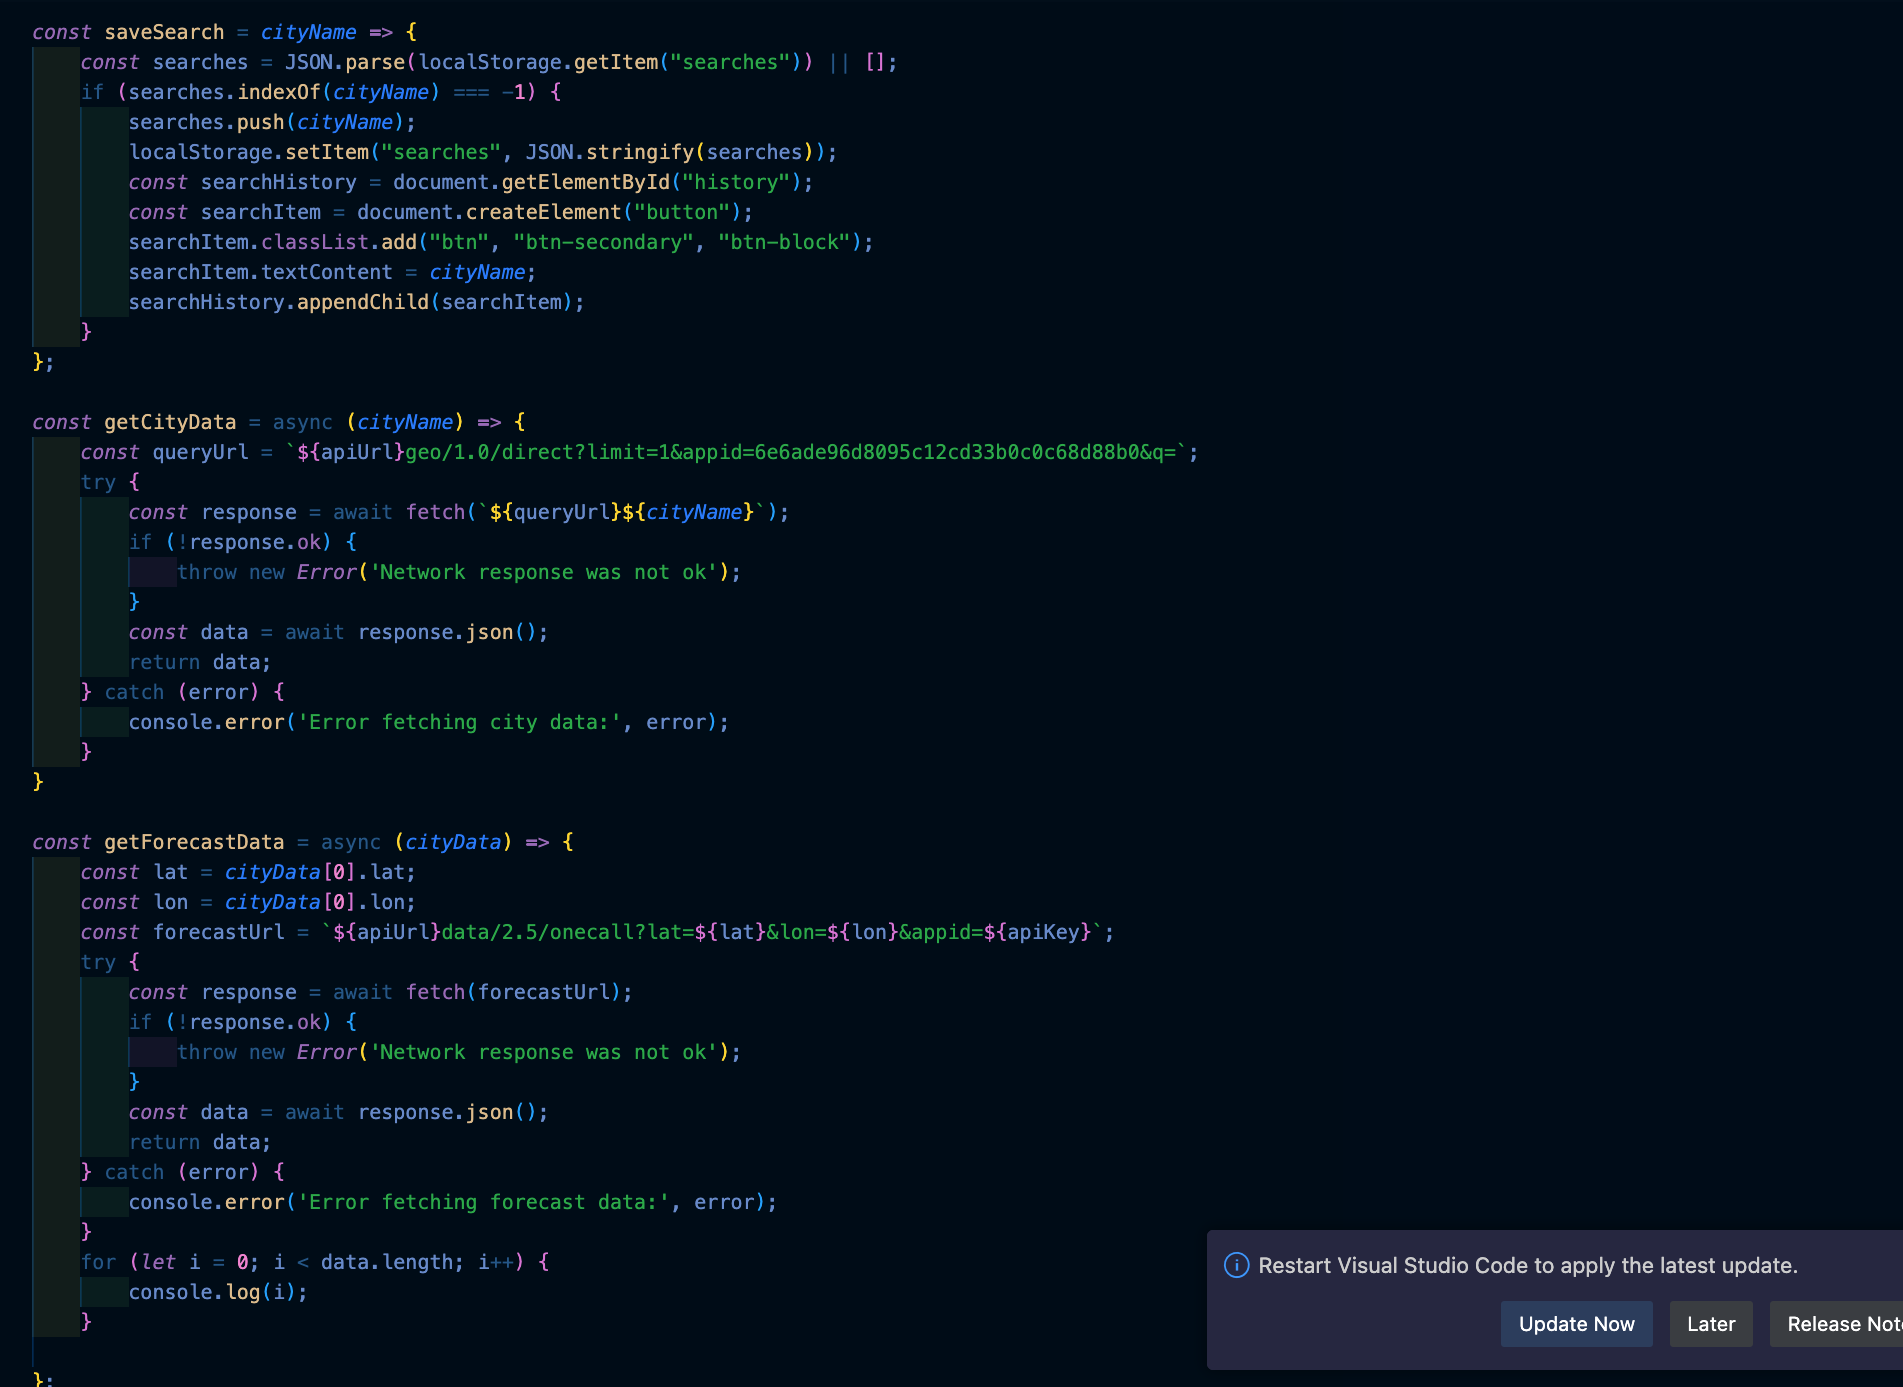 const saveSearch = cityName => {
    const searches = JSON.parse(localStorage.getItem("searches")) || [];
    if (searches.indexOf(cityName) === -1) {
        searches.push(cityName);
        localStorage.setItem("searches", JSON.stringify(searches));
        const searchHistory = document.getElementById("history");
        const searchItem = document.createElement("button");
        searchItem.classList.add("btn", "btn-secondary", "btn-block");
        searchItem.textContent = cityName;
        searchHistory.appendChild(searchItem);
    }
};
const getCityData = async (cityName) => {
    const queryUrl = `${apiUrl}geo/1.0/direct?limit=1&appid=6e6ade96d8095c12cd33b0c0c68d88b0&q=`;
    try {
        const response = await fetch(`${queryUrl}${cityName}`);
        if (!response.ok) {
            throw new Error('Network response was not ok');
        }
        const data = await response.json();
        return data;
    } catch (error) {
        console.error('Error fetching city data:', error);
    }
}
const getForecastData = async (cityData) => {
    const lat = cityData[0].lat;
    const lon = cityData[0].lon;
    const forecastUrl = `${apiUrl}data/2.5/onecall?lat=${lat}&lon=${lon}&appid=${apiKey}`;
    try {
        const response = await fetch(forecastUrl);
        if (!response.ok) {
            throw new Error('Network response was not ok');
        }
        const data = await response.json();
        return data;
    } catch (error) {
        console.error('Error fetching forecast data:', error);
    }
    for (let i = 0; i < data.length; i++) {
        console.log(i);
    }
};
Restart Visual Studio Code to apply the latest update.
Update Now Later Release